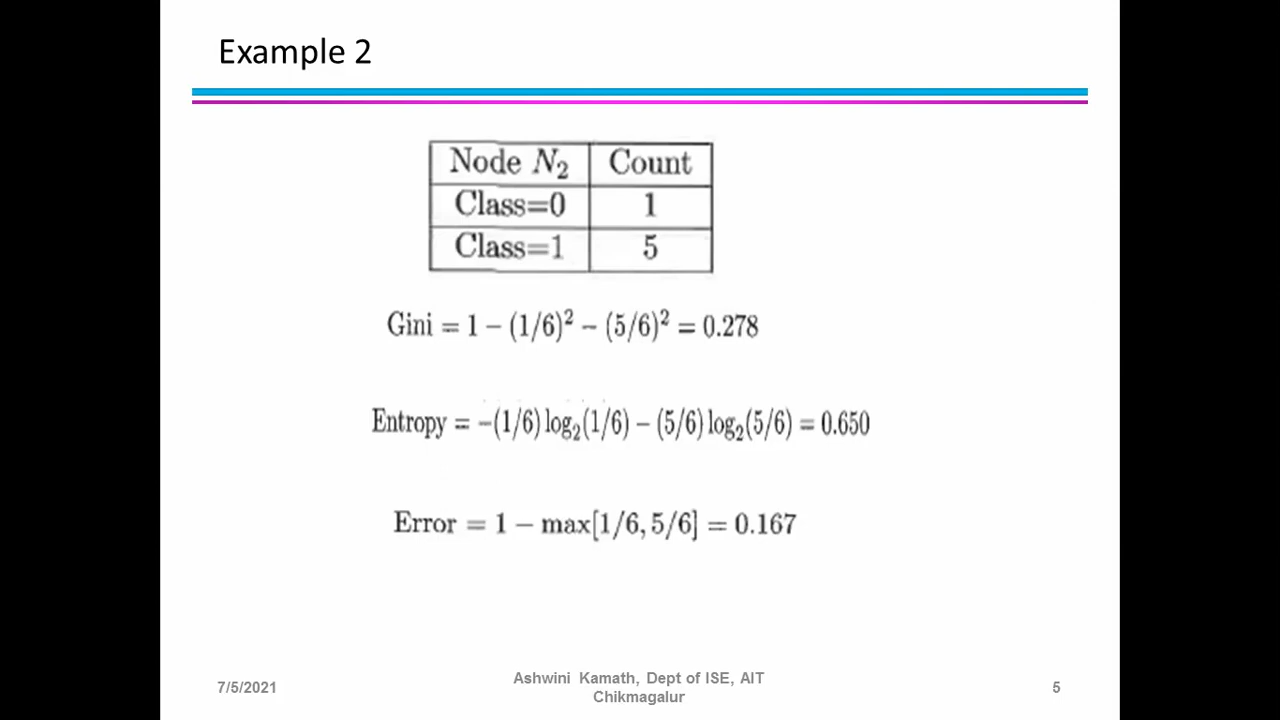 Example 2
Node N₂ Count
Class=0 1
Class=1 5
Gini = 1 − (1/6)² − (5/6)² = 0.278
Entropy = −(1/6) log₂(1/6) − (5/6) log₂(5/6) = 0.650
Error = 1 − max[1/6, 5/6] = 0.167
7/5/2021
Ashwini Kamath, Dept of ISE, AIT
Chikmagalur
5